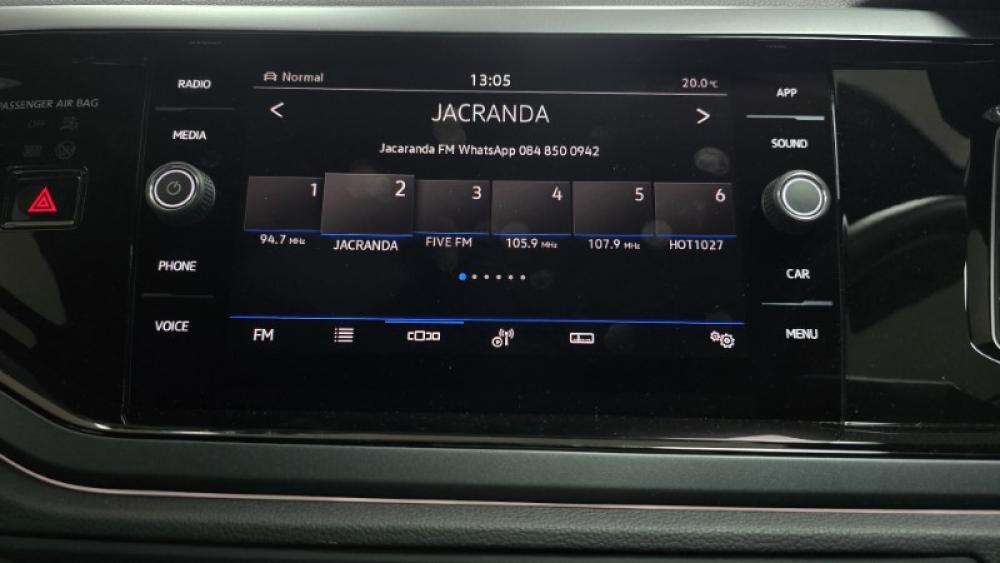 PASSENGER AIR BAG
OFF
RADIO
MEDIA
PHONE
VOICE
Normal
13:05
20.0°C
< JACRANDA >
Jacaranda FM WhatsApp 084 850 0942
1 2 3 4 5 6
94.7 MHz JACRANDA FIVE FM 105.9 MHz 107.9 MHz HOT1027
FM
APP
SOUND
CAR
MENU